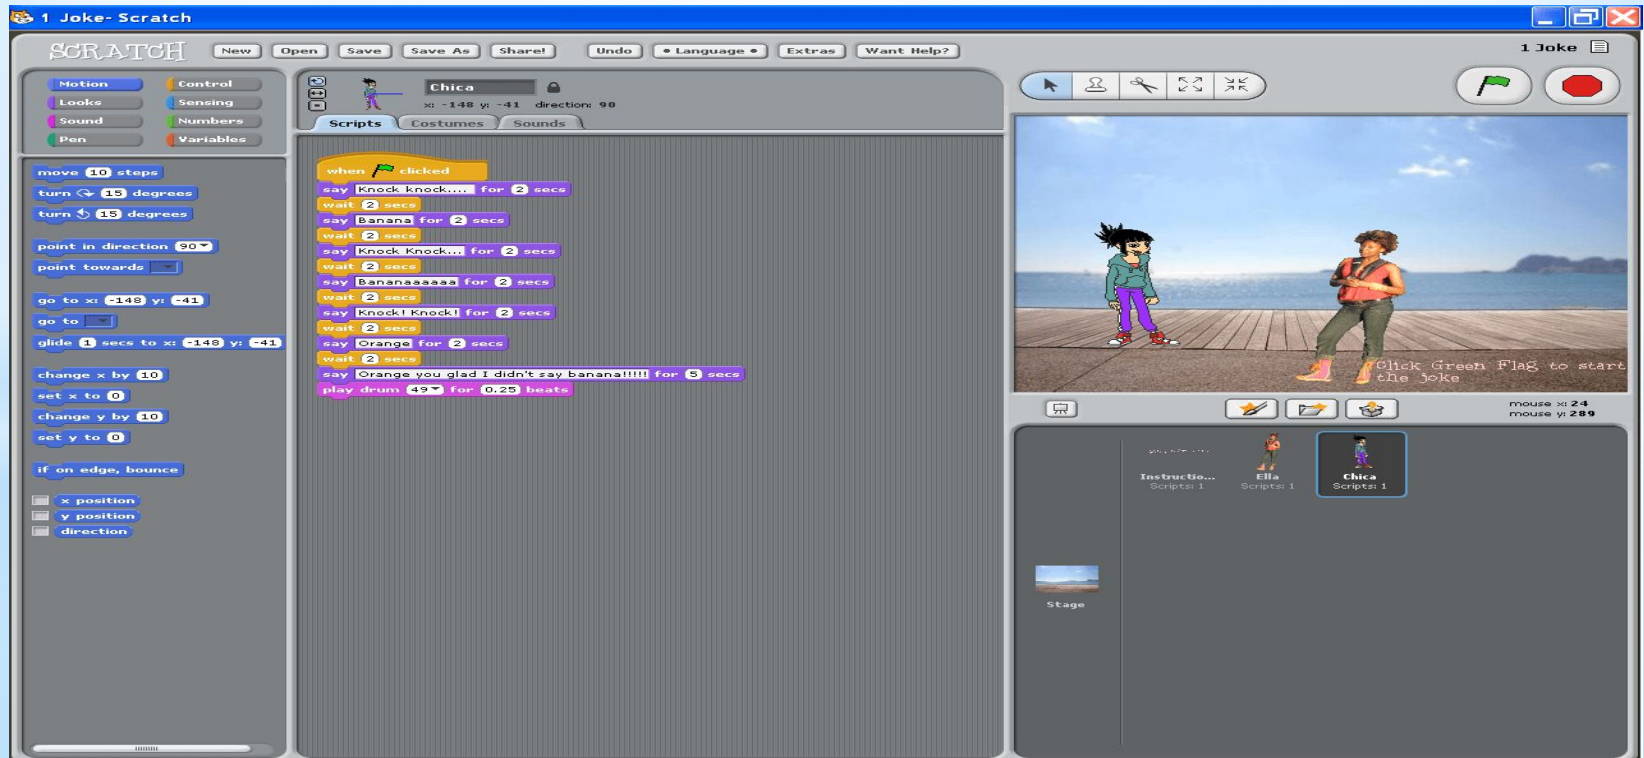 1 Joke- Scratch
SCRATCH New Open Save Save As Share! Undo • Language • Extras Want Help? 1 Joke
Motion Control
Looks Sensing
Sound Numbers
Pen Variables
Chica
x: -148 y: -41 direction: 90
Scripts Costumes Sounds
move 10 steps
turn 15 degrees
turn 15 degrees
point in direction 90
point towards
go to x: -148 y: -41
go to
glide 1 secs to x: -148 y: -41
change x by 10
set x to 0
change y by 10
set y to 0
if on edge, bounce
x position
y position
direction
when clicked
say Knock knock.... for 2 secs
wait 2 secs
say Banana for 2 secs
wait 2 secs
say Knock Knock... for 2 secs
wait 2 secs
say Bananaaaaaa for 2 secs
wait 2 secs
say Knock! Knock! for 2 secs
wait 2 secs
say Orange for 2 secs
wait 2 secs
say Orange you glad I didn't say banana!!!!! for 5 secs
play drum 49 for 0.25 beats
Click Green Flag to start
the joke
mouse x: 24
mouse y: 289
Instructio... Ella Chica
Scripts: 1 Scripts: 1 Scripts: 1
Stage